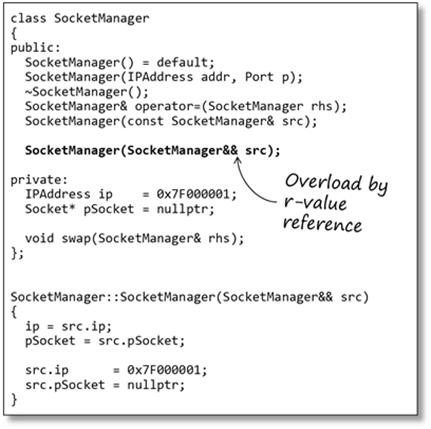 class SocketManager
{
public:
  SocketManager() = default;
  SocketManager(IPAddress addr, Port p);
  ~SocketManager();
  SocketManager& operator=(SocketManager rhs);
  SocketManager(const SocketManager& src);
  SocketManager(SocketManager&& src);
private:
  IPAddress ip    = 0x7F000001;
  Socket* pSocket = nullptr;
  void swap(SocketManager& rhs);
};
Overload by
r-value
reference
SocketManager::SocketManager(SocketManager&& src)
{
  ip = src.ip;
  pSocket = src.pSocket;
  src.ip      = 0x7F000001;
  src.pSocket = nullptr;
}